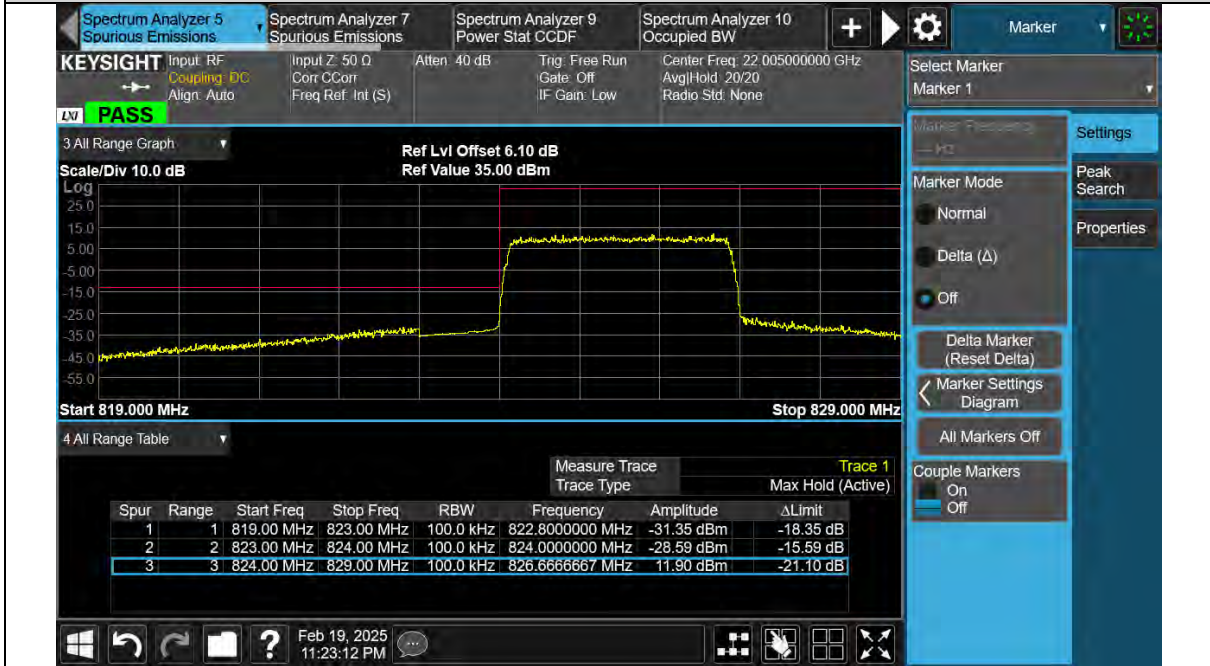 Spectrum Analyzer 5
Spurious Emissions
Spectrum Analyzer 7
Spurious Emissions
Spectrum Analyzer 9
Power Stat CCDF
Spectrum Analyzer 10
Occupied BW
+
Marker
KEYSIGHT
Input: RF
Coupling: DC
Align: Auto
Input Z: 50 Ω
Corr CCorr
Freq Ref: Int (S)
Atten: 40 dB
Trig: Free Run
Gate: Off
IF Gain: Low
Center Freq: 22.005000000 GHz
Avg|Hold: 20/20
Radio Std: None
LXI PASS
Select Marker
Marker 1
Marker Frequency
--- Hz
Settings
Peak
Search
Properties
Marker Mode
Normal
Delta (Δ)
Off
Delta Marker
(Reset Delta)
Marker Settings
Diagram
All Markers Off
Couple Markers
On
Off
3 All Range Graph
Scale/Div 10.0 dB
Ref Lvl Offset 6.10 dB
Ref Value 35.00 dBm
Log
25.0
15.0
5.00
-5.00
-15.0
-25.0
-35.0
-45.0
-55.0
Start 819.000 MHz
Stop 829.000 MHz
4 All Range Table
Measure Trace Trace 1
Trace Type Max Hold (Active)
Spur Range Start Freq Stop Freq RBW Frequency Amplitude ΔLimit
1 1 819.00 MHz 823.00 MHz 100.0 kHz 822.8000000 MHz -31.35 dBm -18.35 dB
2 2 823.00 MHz 824.00 MHz 100.0 kHz 824.0000000 MHz -28.59 dBm -15.59 dB
3 3 824.00 MHz 829.00 MHz 100.0 kHz 826.6666667 MHz 11.90 dBm -21.10 dB
?
Feb 19, 2025
11:23:12 PM